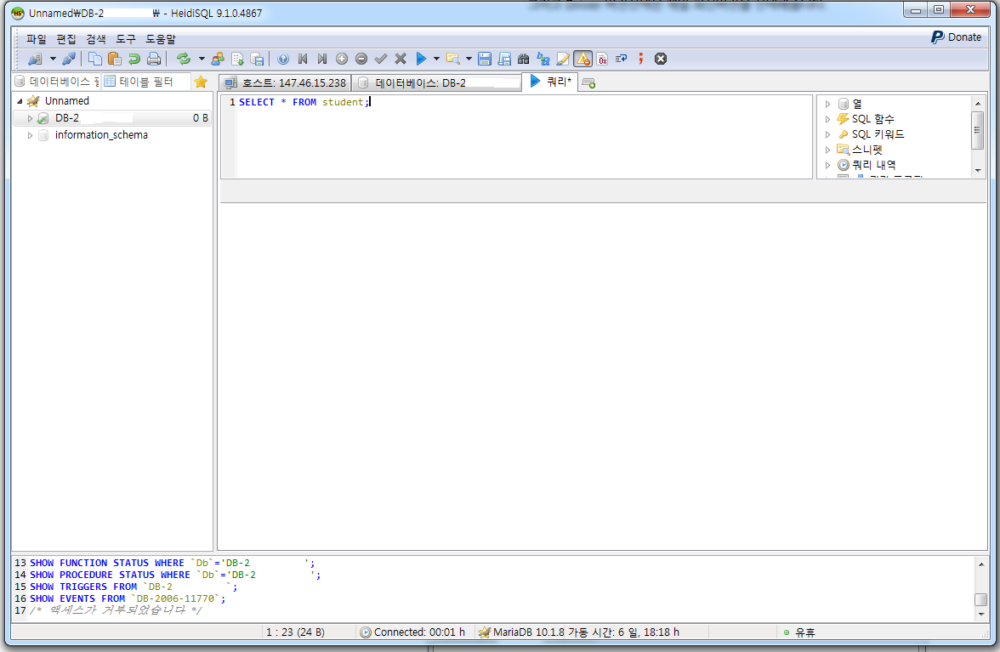 Unnamed₩DB-2 ₩ - HeidiSQL 9.1.0.4867
파일 편집 검색 도구 도움말
Donate
데이터베이스 테이블 필터
호스트: 147.46.15.238 데이터베이스: DB-2 쿼리*
Unnamed
DB-2 0 B
information_schema
1 SELECT * FROM student;
열
SQL 함수
SQL 키워드
스니펫
쿼리 내역
13 SHOW FUNCTION STATUS WHERE `Db`='DB-2 ';
14 SHOW PROCEDURE STATUS WHERE `Db`='DB-2 ';
15 SHOW TRIGGERS FROM `DB-2 `;
16 SHOW EVENTS FROM `DB-2006-11770`;
17 /* 액세스가 거부되었습니다 */
1 : 23 (24 B) Connected: 00:01 h MariaDB 10.1.8 가동 시간: 6 일, 18:18 h 유휴